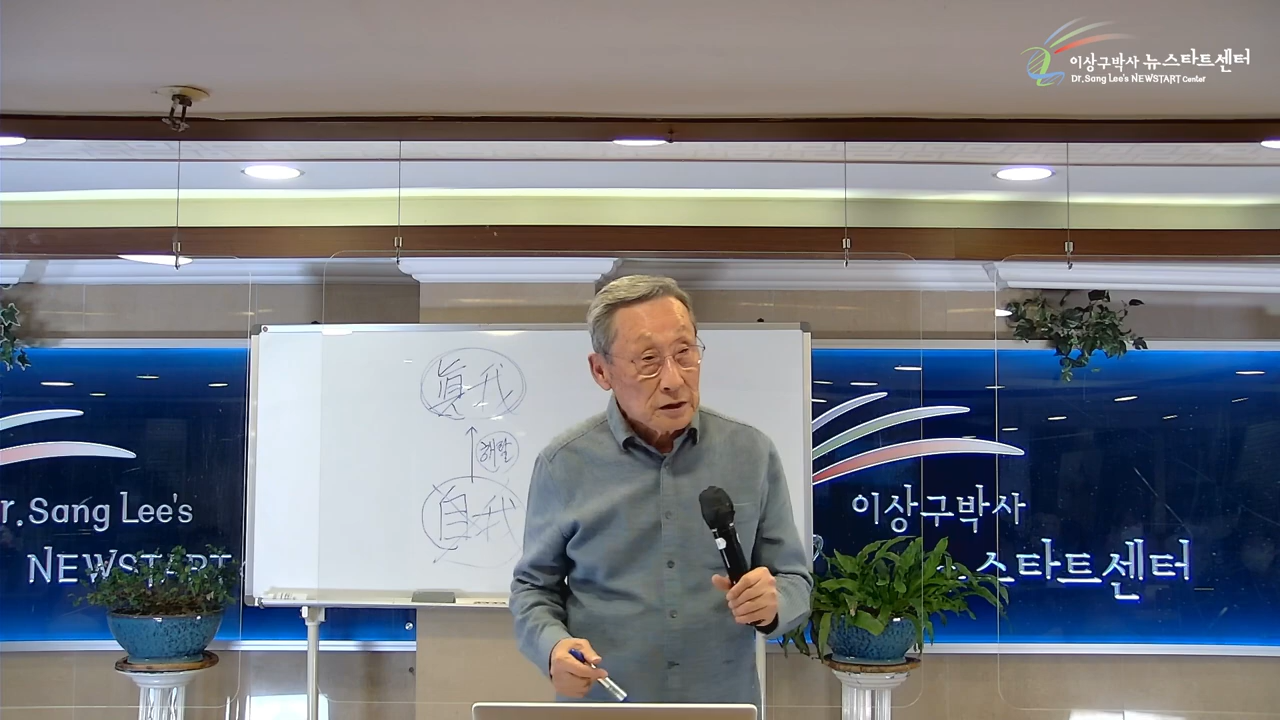 이상구박사 뉴스타트센터
Dr. Sang Lee's NEWSTART Center
眞我
해탈
自我
r. Sang Lee's
NEWSTART
이상구박사
뉴스타트센터